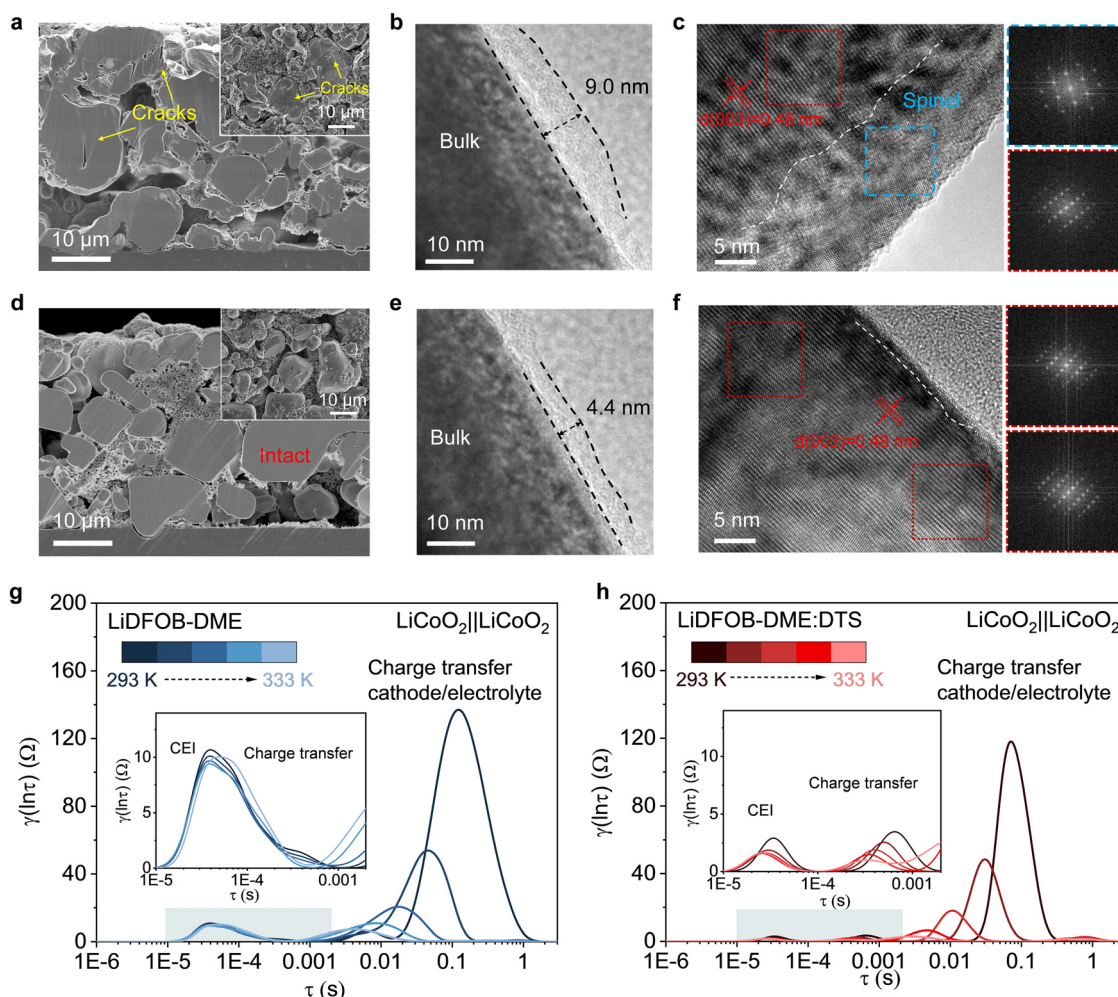 a
Cracks
10 µm
Cracks
10 µm
b
Bulk
9.0 nm
10 nm
c
d(003)=0.48 nm
Spinel
5 nm
d
Intact
10 µm
10 µm
e
Bulk
4.4 nm
10 nm
f
d(003)=0.48 nm
5 nm
g
LiDFOB-DME
LiCoO₂||LiCoO₂
293 K
333 K
Charge transfer
cathode/electrolyte
γ(lnτ) (Ω)
200
160
120
80
40
0
1E-6
1E-5
1E-4
0.001
0.01
0.1
1
τ (s)
CEI
Charge transfer
γ(lnτ) (Ω)
10
5
0
1E-5
1E-4
0.001
τ (s)
h
LiDFOB-DME:DTS
LiCoO₂||LiCoO₂
293 K
333 K
Charge transfer
cathode/electrolyte
γ(lnτ) (Ω)
200
160
120
80
40
0
1E-6
1E-5
1E-4
0.001
0.01
0.1
1
τ (s)
CEI
Charge transfer
γ(lnτ) (Ω)
10
5
0
1E-5
1E-4
0.001
τ (s)